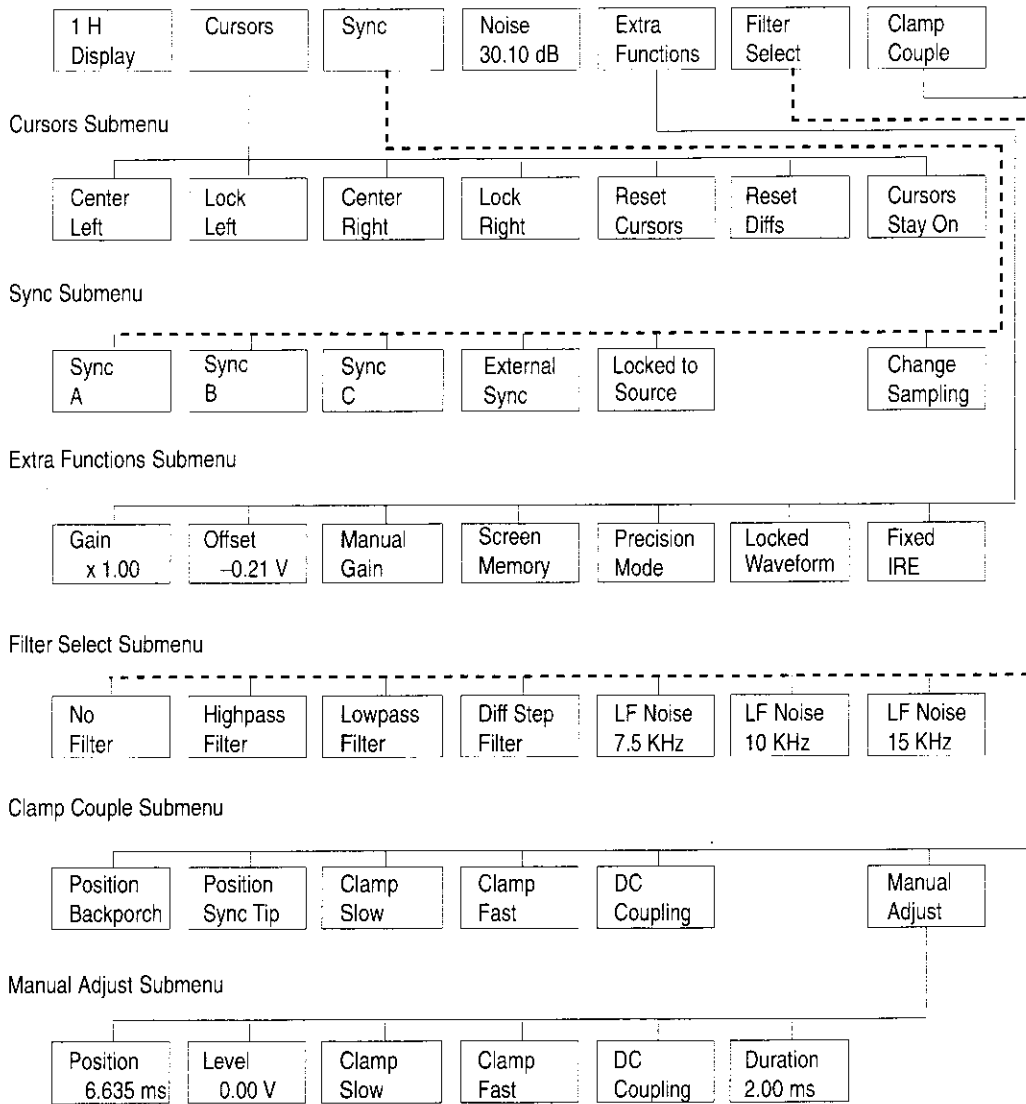 1 H Display
Cursors
Sync
Noise 30.10 dB
Extra Functions
Filter Select
Clamp Couple
Cursors Submenu
Center Left
Lock Left
Center Right
Lock Right
Reset Cursors
Reset Diffs
Cursors Stay On
Sync Submenu
Sync A
Sync B
Sync C
External Sync
Locked to Source
Change Sampling
Extra Functions Submenu
Gain x 1.00
Offset –0.21 V
Manual Gain
Screen Memory
Precision Mode
Locked Waveform
Fixed IRE
Filter Select Submenu
No Filter
Highpass Filter
Lowpass Filter
Diff Step Filter
LF Noise 7.5 KHz
LF Noise 10 KHz
LF Noise 15 KHz
Clamp Couple Submenu
Position Backporch
Position Sync Tip
Clamp Slow
Clamp Fast
DC Coupling
Manual Adjust
Manual Adjust Submenu
Position 6.635 ms
Level 0.00 V
Clamp Slow
Clamp Fast
DC Coupling
Duration 2.00 ms